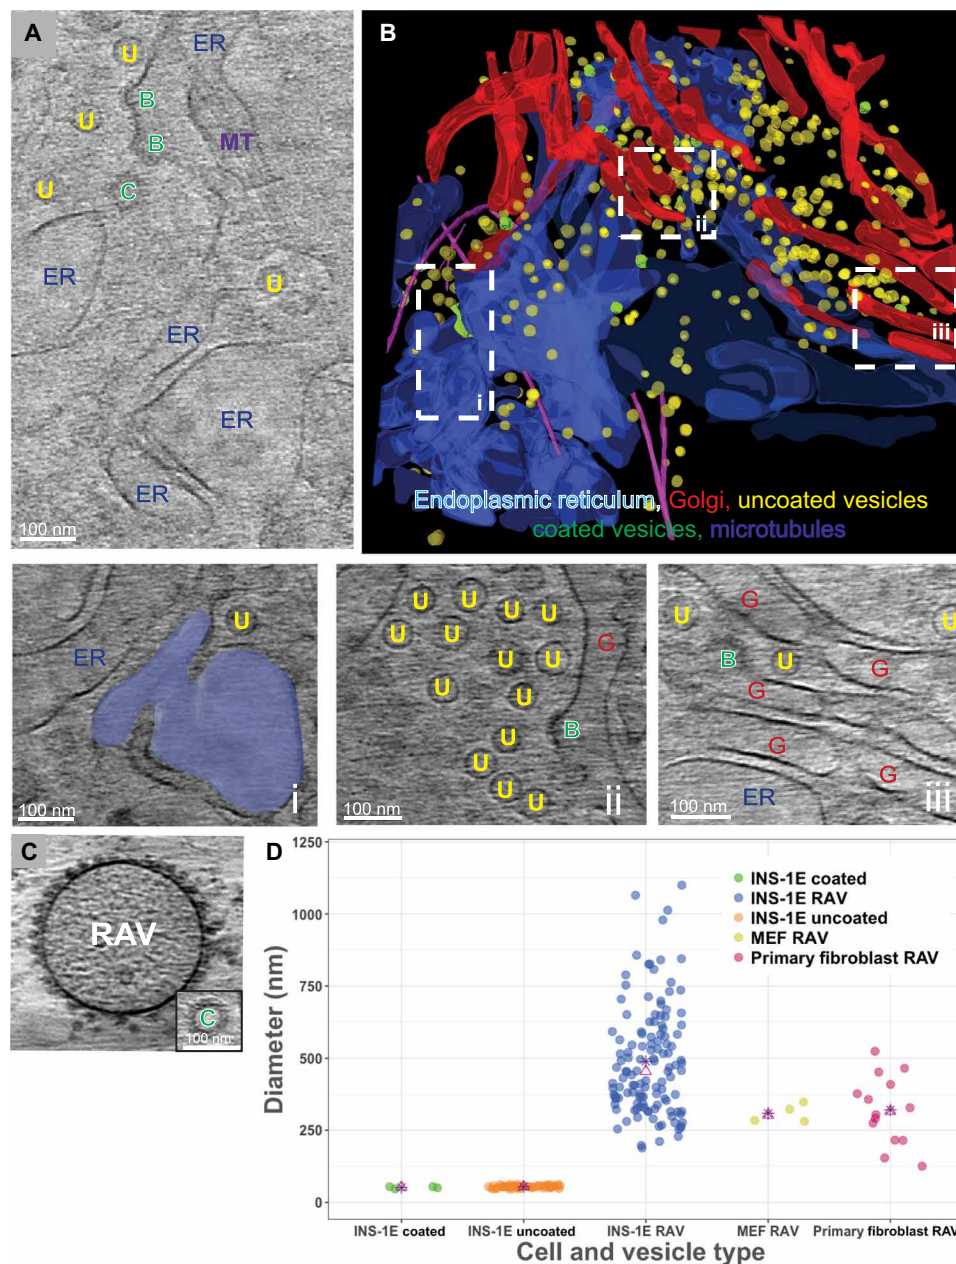 A
U
ER
B
U
B
MT
U
C
ER
U
ER
ER
ER
100 nm
B
ii
iii
i
Endoplasmic reticulum, Golgi, uncoated vesicles
coated vesicles, microtubules
U
ER
100 nm
i
U
U
U
U
U
U
G
U
U
U
U
U
B
U
U
U
100 nm
ii
G
U
U
B
U
G
G
G
G
ER
100 nm
iii
C
RAV
C
100 nm
D
Diameter (nm)
1250
1000
750
500
250
0
INS-1E coated
INS-1E RAV
INS-1E uncoated
MEF RAV
Primary fibroblast RAV
INS-1E coated
INS-1E uncoated
INS-1E RAV
MEF RAV
Primary fibroblast RAV
Cell and vesicle type